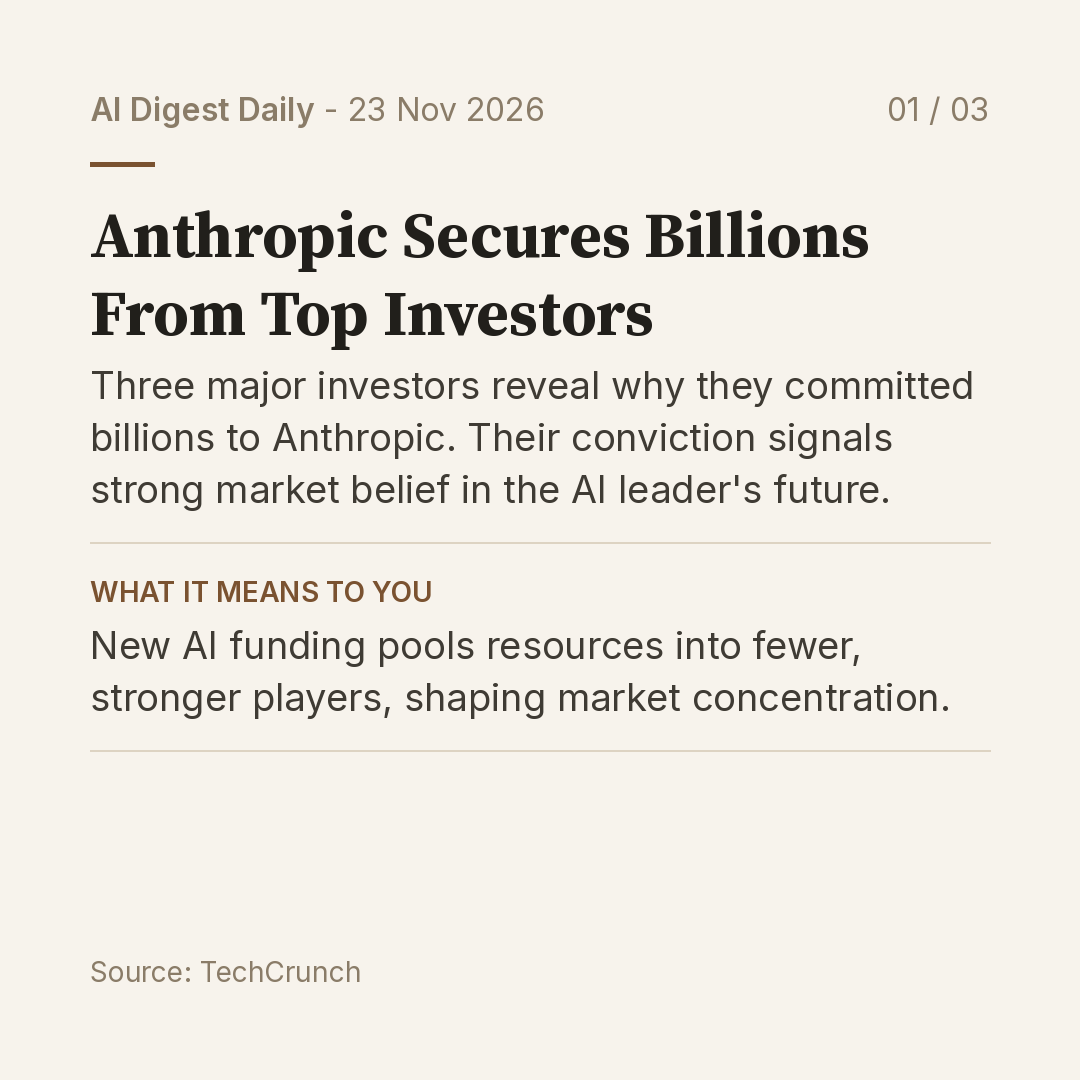 AI Digest Daily - 23 Nov 2026
01 / 03
Anthropic Secures Billions
From Top Investors
Three major investors reveal why they committed
billions to Anthropic. Their conviction signals
strong market belief in the AI leader's future.
WHAT IT MEANS TO YOU
New AI funding pools resources into fewer,
stronger players, shaping market concentration.
Source: TechCrunch